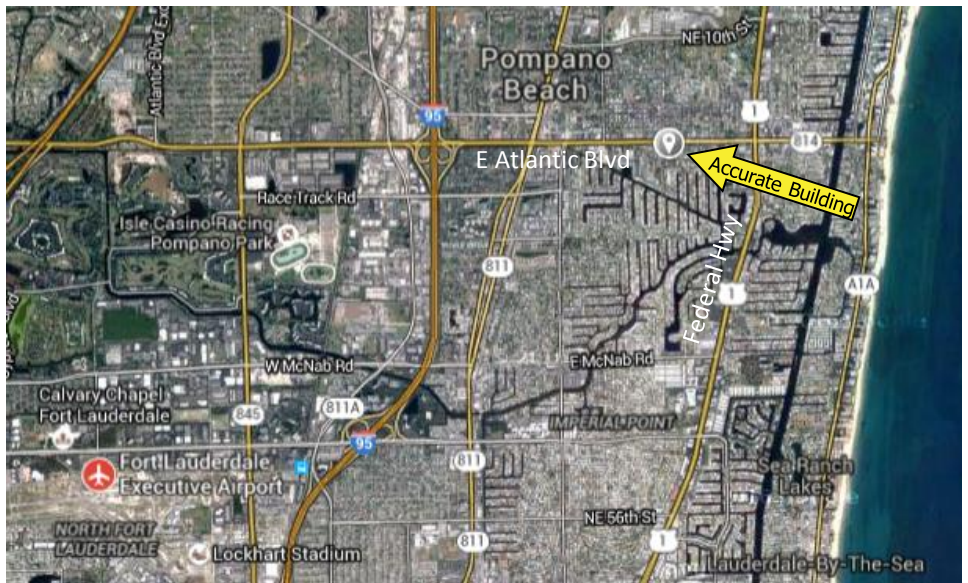 NE 10th St
Pompano
Beach
Atlantic Blvd E
95
1
814
E Atlantic Blvd
Accurate Building
Race Track Rd
Isle Casino Racing
Pompano Park
Federal Hwy
811
1
A1A
W McNab Rd
E McNab Rd
Calvary Chapel
Fort Lauderdale
845
811A
IMPERIAL POINT
95
811
Fort Lauderdale
Executive Airport
Sea Ranch
Lakes
NE 56th St
NORTH FORT
LAUDERDALE
811
1
Lockhart Stadium
Lauderdale-By-The-Sea